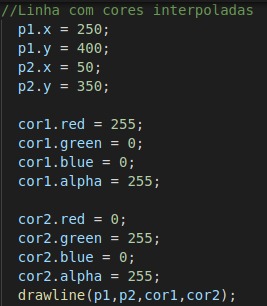 //Linha com cores interpoladas
p1.x = 250;
p1.y = 400;
p2.x = 50;
p2.y = 350;
cor1.red = 255;
cor1.green = 0;
cor1.blue = 0;
cor1.alpha = 255;
cor2.red = 0;
cor2.green = 255;
cor2.blue = 0;
cor2.alpha = 255;
drawline(p1,p2,cor1,cor2);